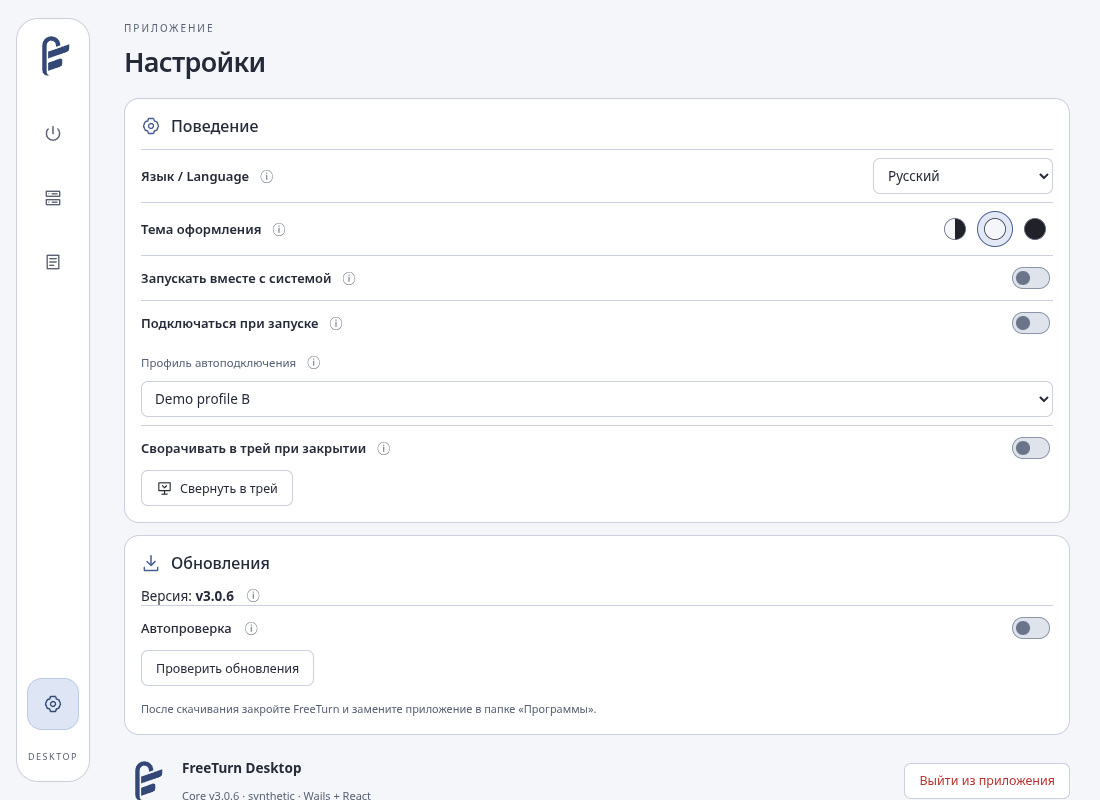 ПРИЛОЖЕНИЕ
Настройки
Поведение
Язык / Language
Русский
Тема оформления
Запускать вместе с системой
Подключаться при запуске
Профиль автоподключения
Demo profile B
Сворачивать в трей при закрытии
Свернуть в трей
Обновления
Версия: v3.0.6
Автопроверка
Проверить обновления
После скачивания закройте FreeTurn и замените приложение в папке «Программы».
DESKTOP
FreeTurn Desktop
Выйти из приложения
Core v3.0.6 · synthetic · Wails + React